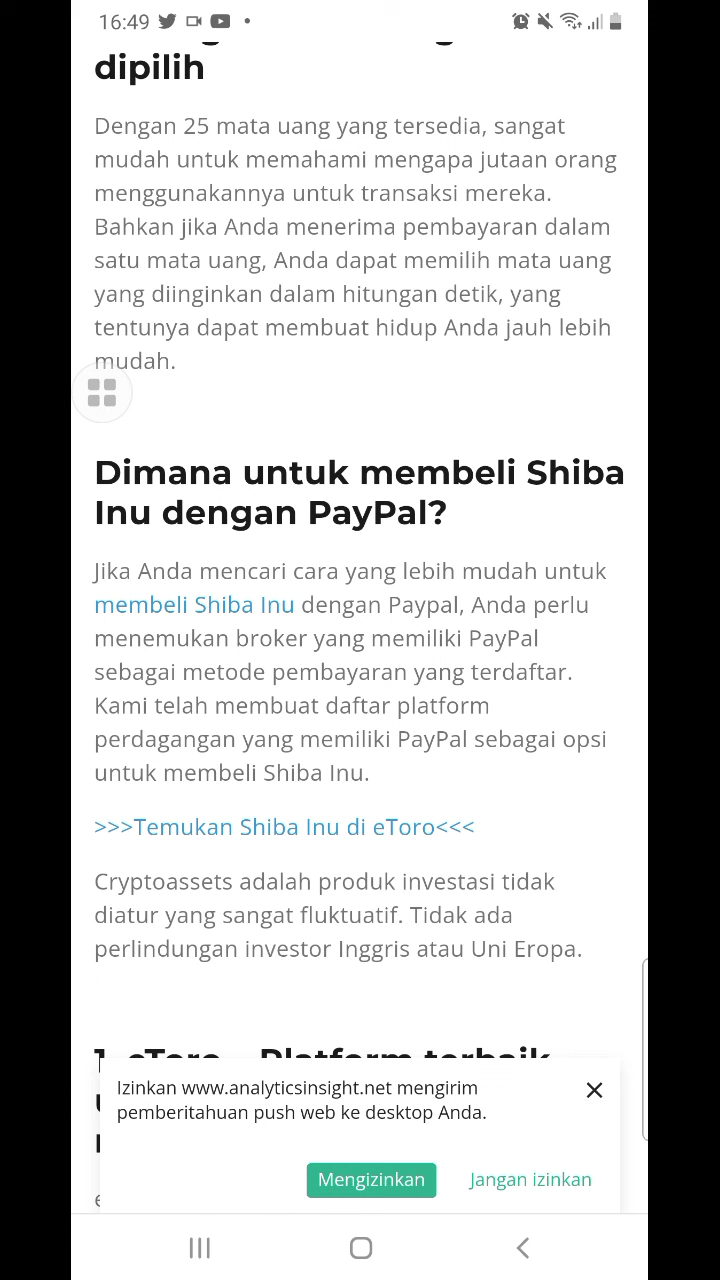 16:49
dipilih
Dengan 25 mata uang yang tersedia, sangat
mudah untuk memahami mengapa jutaan orang
menggunakannya untuk transaksi mereka.
Bahkan jika Anda menerima pembayaran dalam
satu mata uang, Anda dapat memilih mata uang
yang diinginkan dalam hitungan detik, yang
tentunya dapat membuat hidup Anda jauh lebih
mudah.
Dimana untuk membeli Shiba
Inu dengan PayPal?
Jika Anda mencari cara yang lebih mudah untuk
membeli Shiba Inu dengan Paypal, Anda perlu
menemukan broker yang memiliki PayPal
sebagai metode pembayaran yang terdaftar.
Kami telah membuat daftar platform
perdagangan yang memiliki PayPal sebagai opsi
untuk membeli Shiba Inu.
>>>Temukan Shiba Inu di eToro<<<
Cryptoassets adalah produk investasi tidak
diatur yang sangat fluktuatif. Tidak ada
perlindungan investor Inggris atau Uni Eropa.
1. eToro – Platform terbaik
Izinkan www.analyticsinsight.net mengirim
pemberitahuan push web ke desktop Anda.
Mengizinkan Jangan izinkan